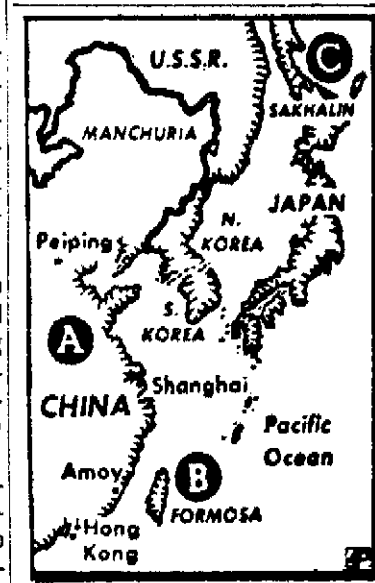 U.S.S.R.
C
SAKHALIN
MANCHURIA
JAPAN
N.
KOREA
Peiping
S.
KOREA
A
Shanghai
CHINA
Pacific
Ocean
Amoy
B
FORMOSA
Hong
Kong